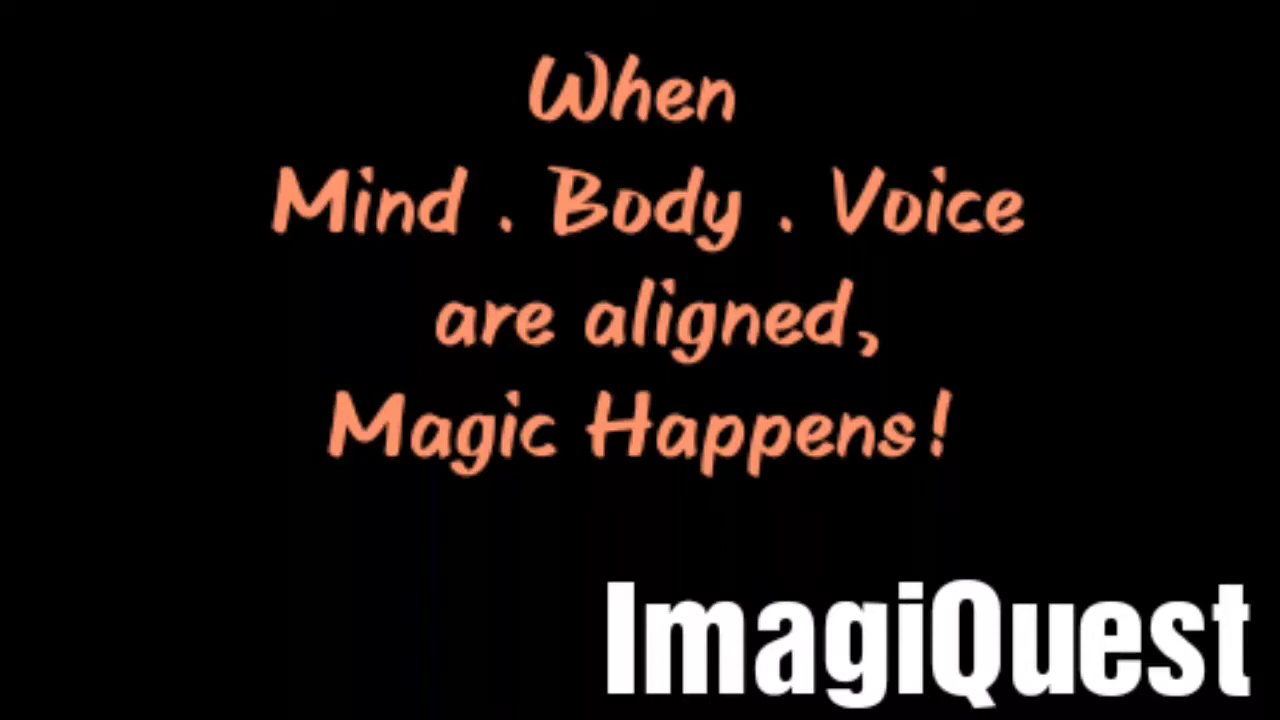 When
Mind . Body . Voice
are aligned,
Magic Happens!
ImagiQuest